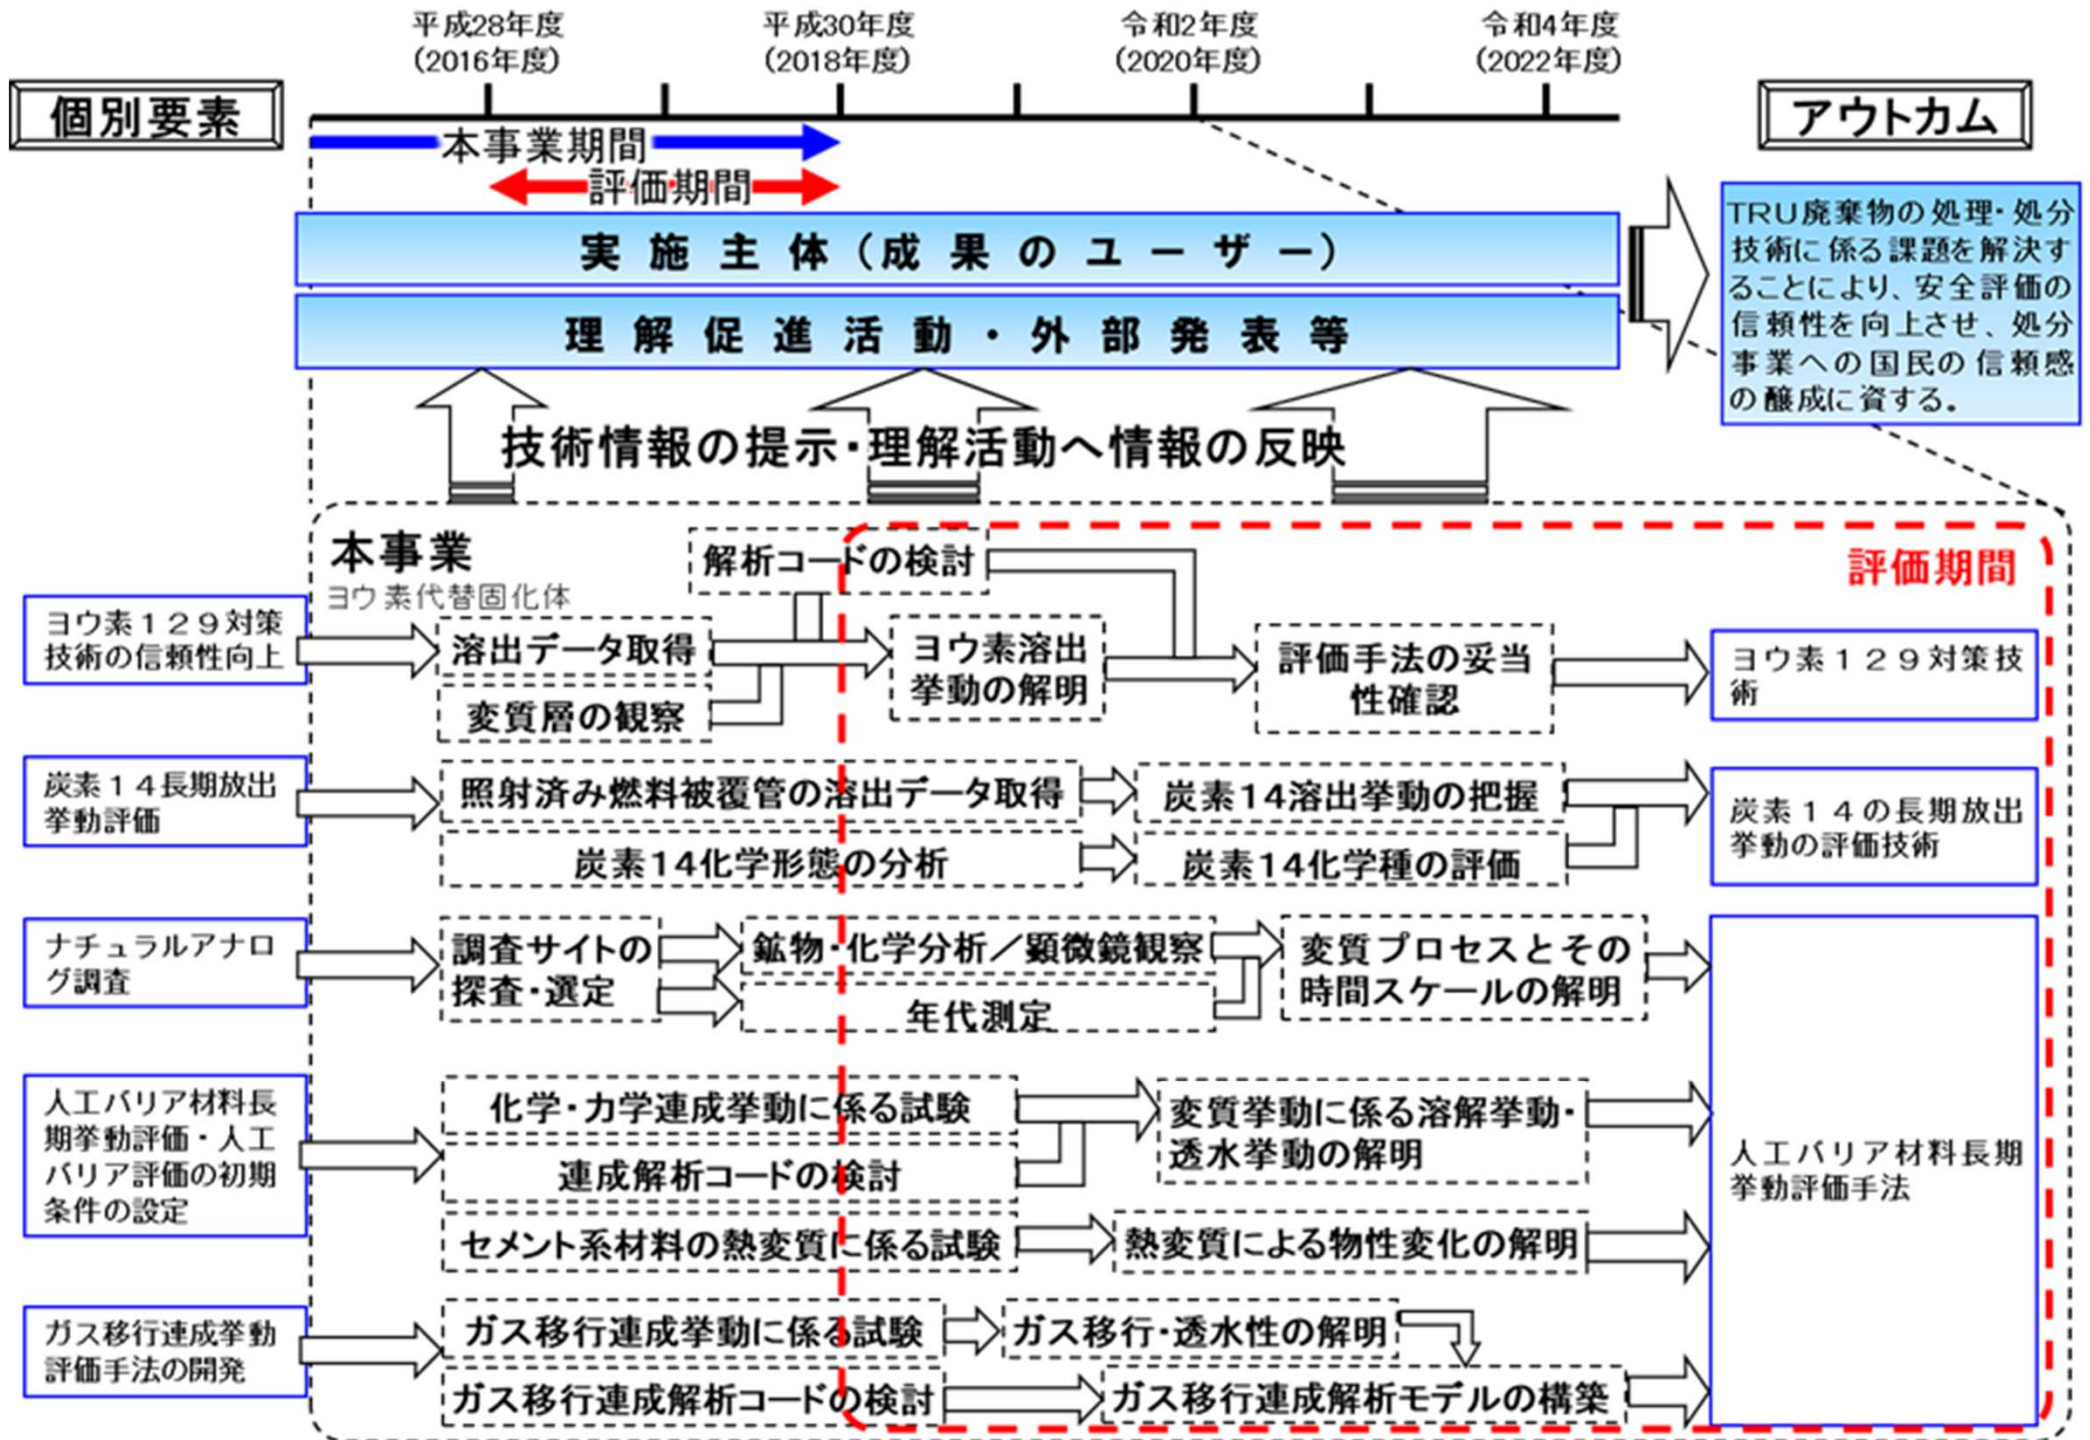 平成28年度
(2016年度)
平成30年度
(2018年度)
令和2年度
(2020年度)
令和4年度
(2022年度)
個別要素
アウトカム
本事業期間
評価期間
実施主体(成果のユーザー)
理解促進活動・外部発表等
TRU廃棄物の処理・処分
技術に係る課題を解決す
ることにより、安全評価の
信頼性を向上させ、処分
事業への国民の信頼感
の醸成に資する。
技術情報の提示・理解活動へ情報の反映
本事業
ヨウ素代替固化体
解析コードの検討
評価期間
ヨウ素129対策
技術の信頼性向上
溶出データ取得
変質層の観察
ヨウ素溶出
挙動の解明
評価手法の妥当
性確認
ヨウ素129対策技
術
炭素14長期放出
挙動評価
照射済み燃料被覆管の溶出データ取得
炭素14溶出挙動の把握
炭素14化学形態の分析
炭素14化学種の評価
炭素14の長期放出
挙動の評価技術
ナチュラルアナロ
グ調査
調査サイトの
探査・選定
鉱物・化学分析/顕微鏡観察
年代測定
変質プロセスとその
時間スケールの解明
人工バリア材料長
期挙動評価・人工
バリア評価の初期
条件の設定
化学・力学連成挙動に係る試験
連成解析コードの検討
変質挙動に係る溶解挙動・
透水挙動の解明
セメント系材料の熱変質に係る試験
熱変質による物性変化の解明
人工バリア材料長期
挙動評価手法
ガス移行連成挙動
評価手法の開発
ガス移行連成挙動に係る試験
ガス移行・透水性の解明
ガス移行連成解析コードの検討
ガス移行連成解析モデルの構築